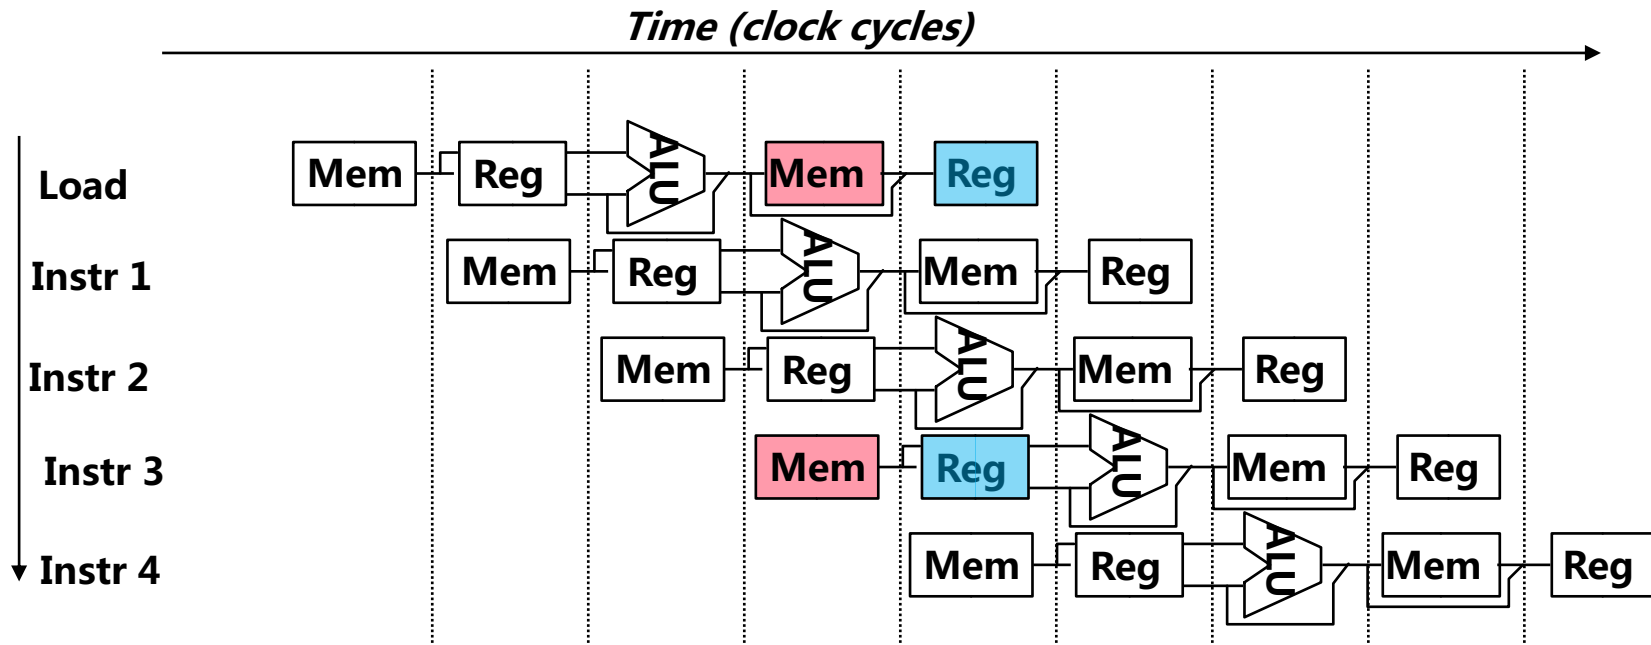 Time (clock cycles)
Load Mem Reg ALU Mem Reg
Instr 1 Mem Reg ALU Mem Reg
Instr 2 Mem Reg ALU Mem Reg
Instr 3 Mem Reg ALU Mem Reg
Instr 4 Mem Reg ALU Mem Reg